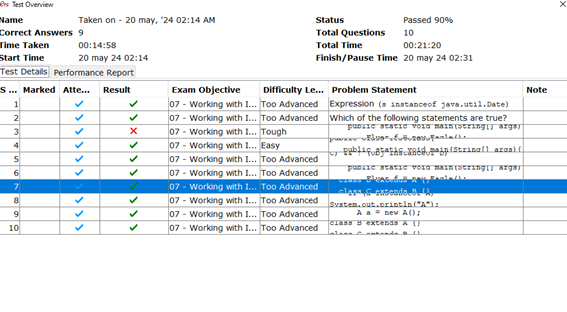 Test Overview
Name Taken on - 20 may, '24 02:14 AM Status Passed 90%
Correct Answers 9 Total Questions 10
Time Taken 00:14:58 Total Time 00:21:20
Start Time 20 may 24 02:14 Finish/Pause Time 20 may 24 02:31
Test Details Performance Report
S ... Marked Atte... Result Exam Objective Difficulty Le... Problem Statement Note
1 07 - Working with I... Too Advanced Expression (s instanceof java.util.Date)
2 07 - Working with I... Too Advanced Which of the following statements are true?
3 07 - Working with I... Tough public static void main(String[] args)
4 07 - Working with I... Easy public static void main(String[] args)
5 07 - Working with I... Too Advanced
6 07 - Working with I... Too Advanced public static void main(String[] args)
7 07 - Working with I... Too Advanced class C extends B {}
8 07 - Working with I... Too Advanced System.out.println("A");
9 07 - Working with I... Too Advanced A a = new A();
10 07 - Working with I... Too Advanced class B extends A {}